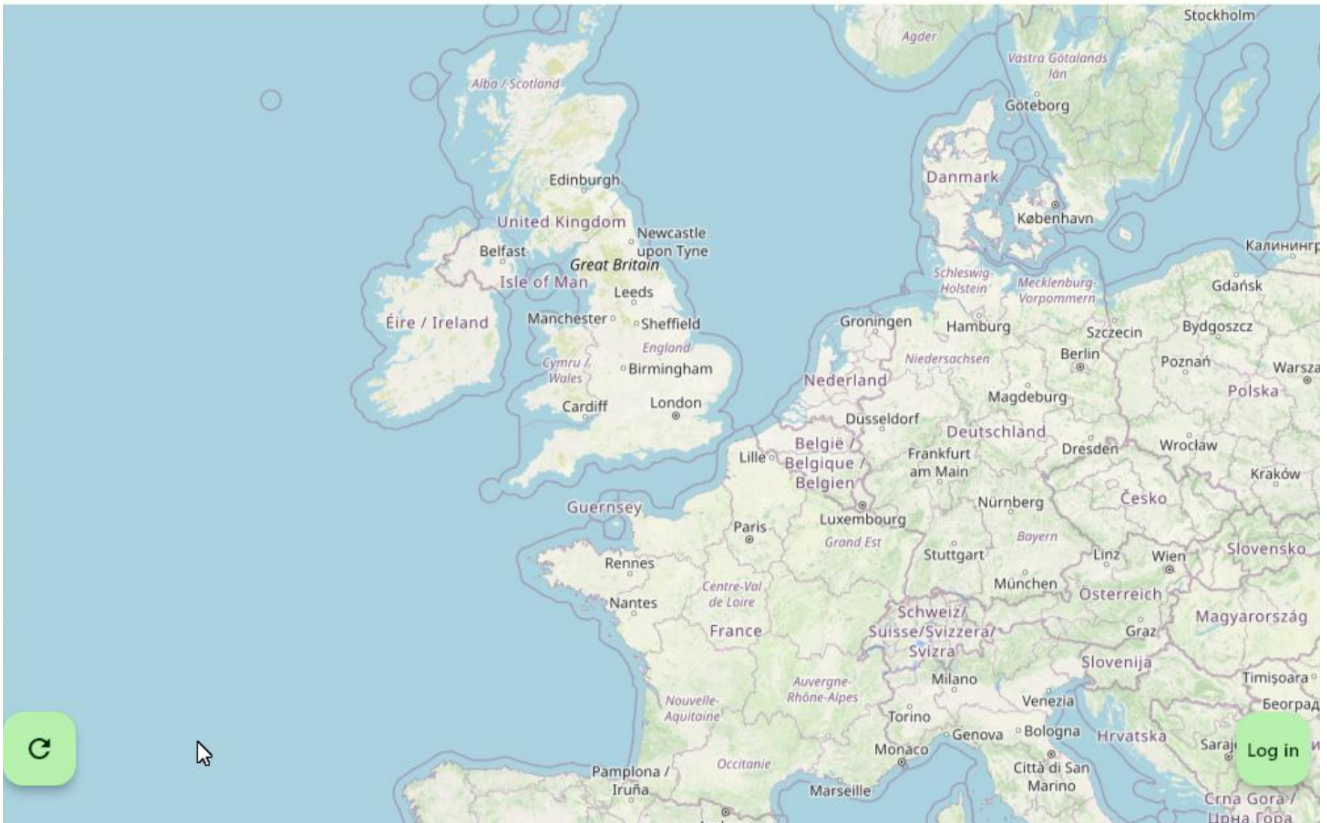 Stockholm
Agder
Västra Götalands
län
Göteborg
Alba / Scotland
Danmark
Edinburgh
København
United Kingdom
Newcastle
upon Tyne
Belfast
Great Britain
Isle of Man
Schleswig-
Holstein
Mecklenburg-
Vorpommern
Gdańsk
Leeds
Éire / Ireland
Manchester
Sheffield
Groningen
Hamburg
Szczecin
Bydgoszcz
England
Cymru /
Wales
Birmingham
Niedersachsen
Berlin
Poznań
Nederland
Polska
Cardiff
London
Magdeburg
Düsseldorf
Deutschland
België /
Belgique /
Belgien
Lille
Frankfurt
am Main
Dresden
Wrocław
Kraków
Guernsey
Nürnberg
Česko
Paris
Luxembourg
Grand Est
Bayern
Stuttgart
Linz
Wien
Slovensko
Rennes
München
Centre-Val
de Loire
Österreich
Nantes
Schweiz/
Suisse/Svizzera/
Svizra
Magyarország
France
Graz
Slovenija
Milano
Timișoara
Auvergne-
Rhône-Alpes
Nouvelle-
Aquitaine
Venezia
Torino
Genova
Bologna
Hrvatska
Monaco
Log in
Occitanie
Pamplona /
Iruña
Marseille
Città di San
Marino
Crna Gora /
Црна Гора